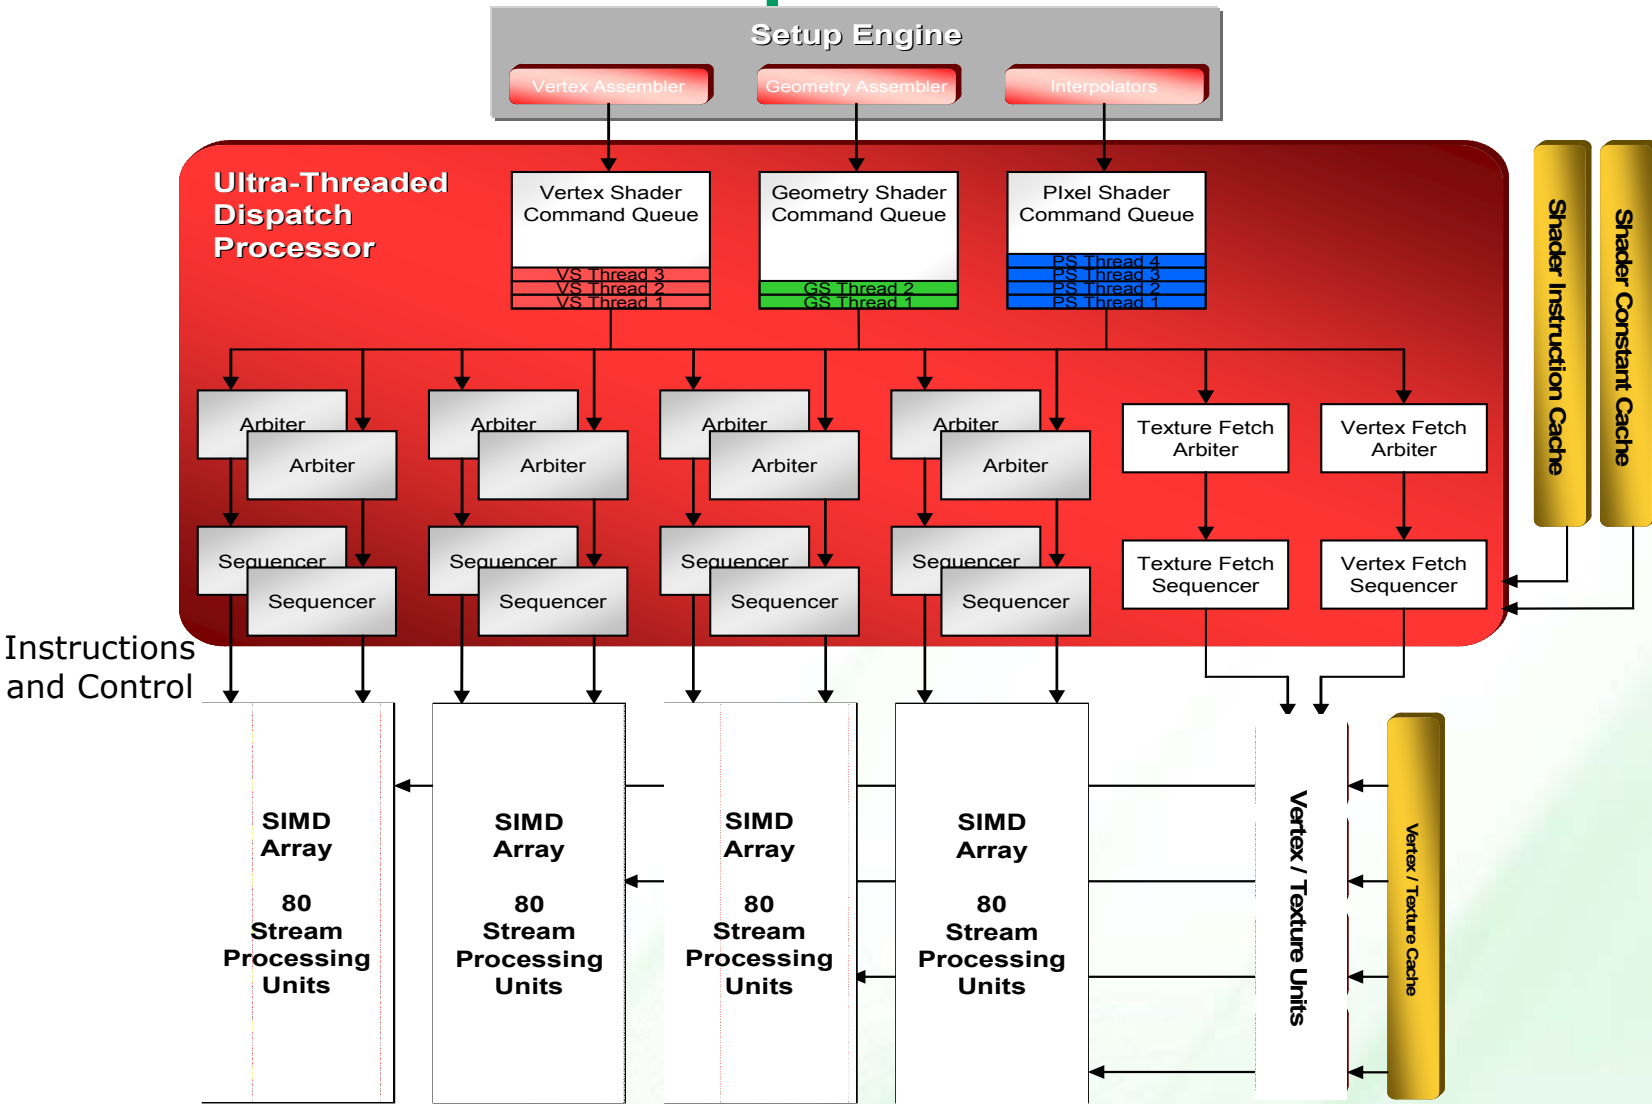 Setup Engine
Vertex Assembler
Geometry Assembler
Interpolators
Ultra-Threaded
Dispatch
Processor
Vertex Shader
Command Queue
VS Thread 3
VS Thread 2
VS Thread 1
Geometry Shader
Command Queue
GS Thread 2
GS Thread 1
PIxel Shader
Command Queue
PS Thread 4
PS Thread 3
PS Thread 2
PS Thread 1
Shader Instruction Cache
Shader Constant Cache
Arbiter
Arbiter
Arbiter
Arbiter
Arbiter
Arbiter
Arbiter
Arbiter
Texture Fetch
Arbiter
Vertex Fetch
Arbiter
Sequencer
Sequencer
Sequencer
Sequencer
Sequencer
Sequencer
Sequencer
Sequencer
Texture Fetch
Sequencer
Vertex Fetch
Sequencer
Instructions
and Control
SIMD
Array
80
Stream
Processing
Units
SIMD
Array
80
Stream
Processing
Units
SIMD
Array
80
Stream
Processing
Units
SIMD
Array
80
Stream
Processing
Units
Vertex / Texture Units
Vertex / Texture Cache